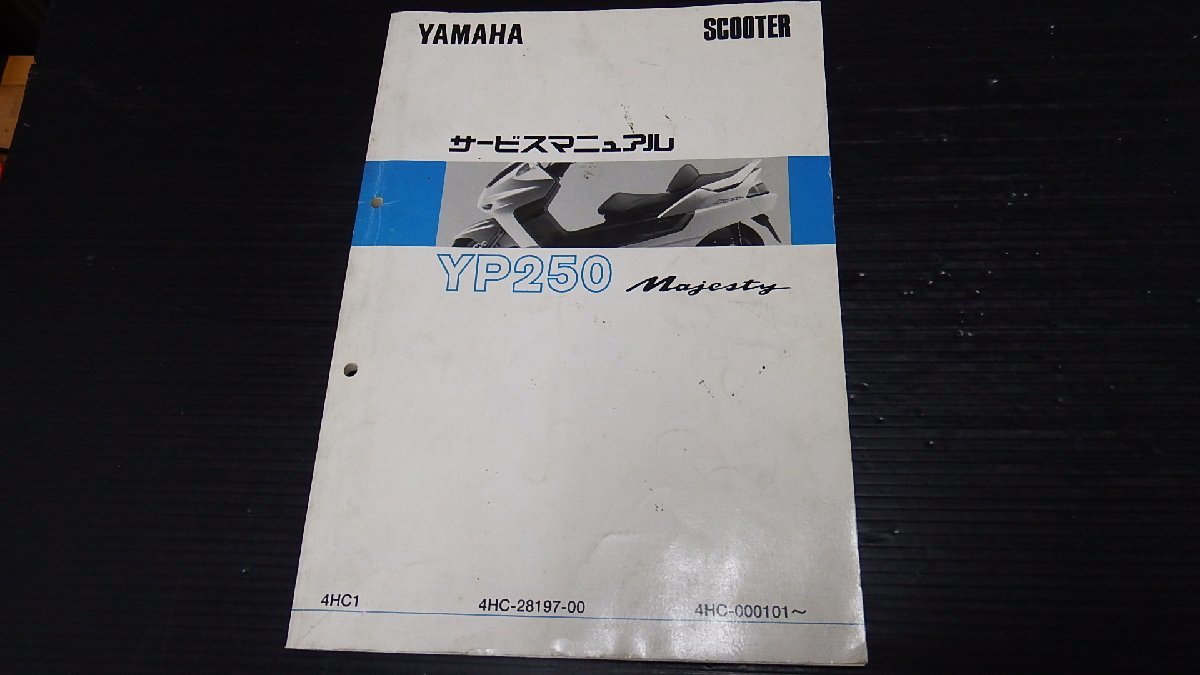 YAMAHA SCOOTER
サービスマニュアル
YP250 Majesty
4HC1 4HC-28197-00 4HC-000101~